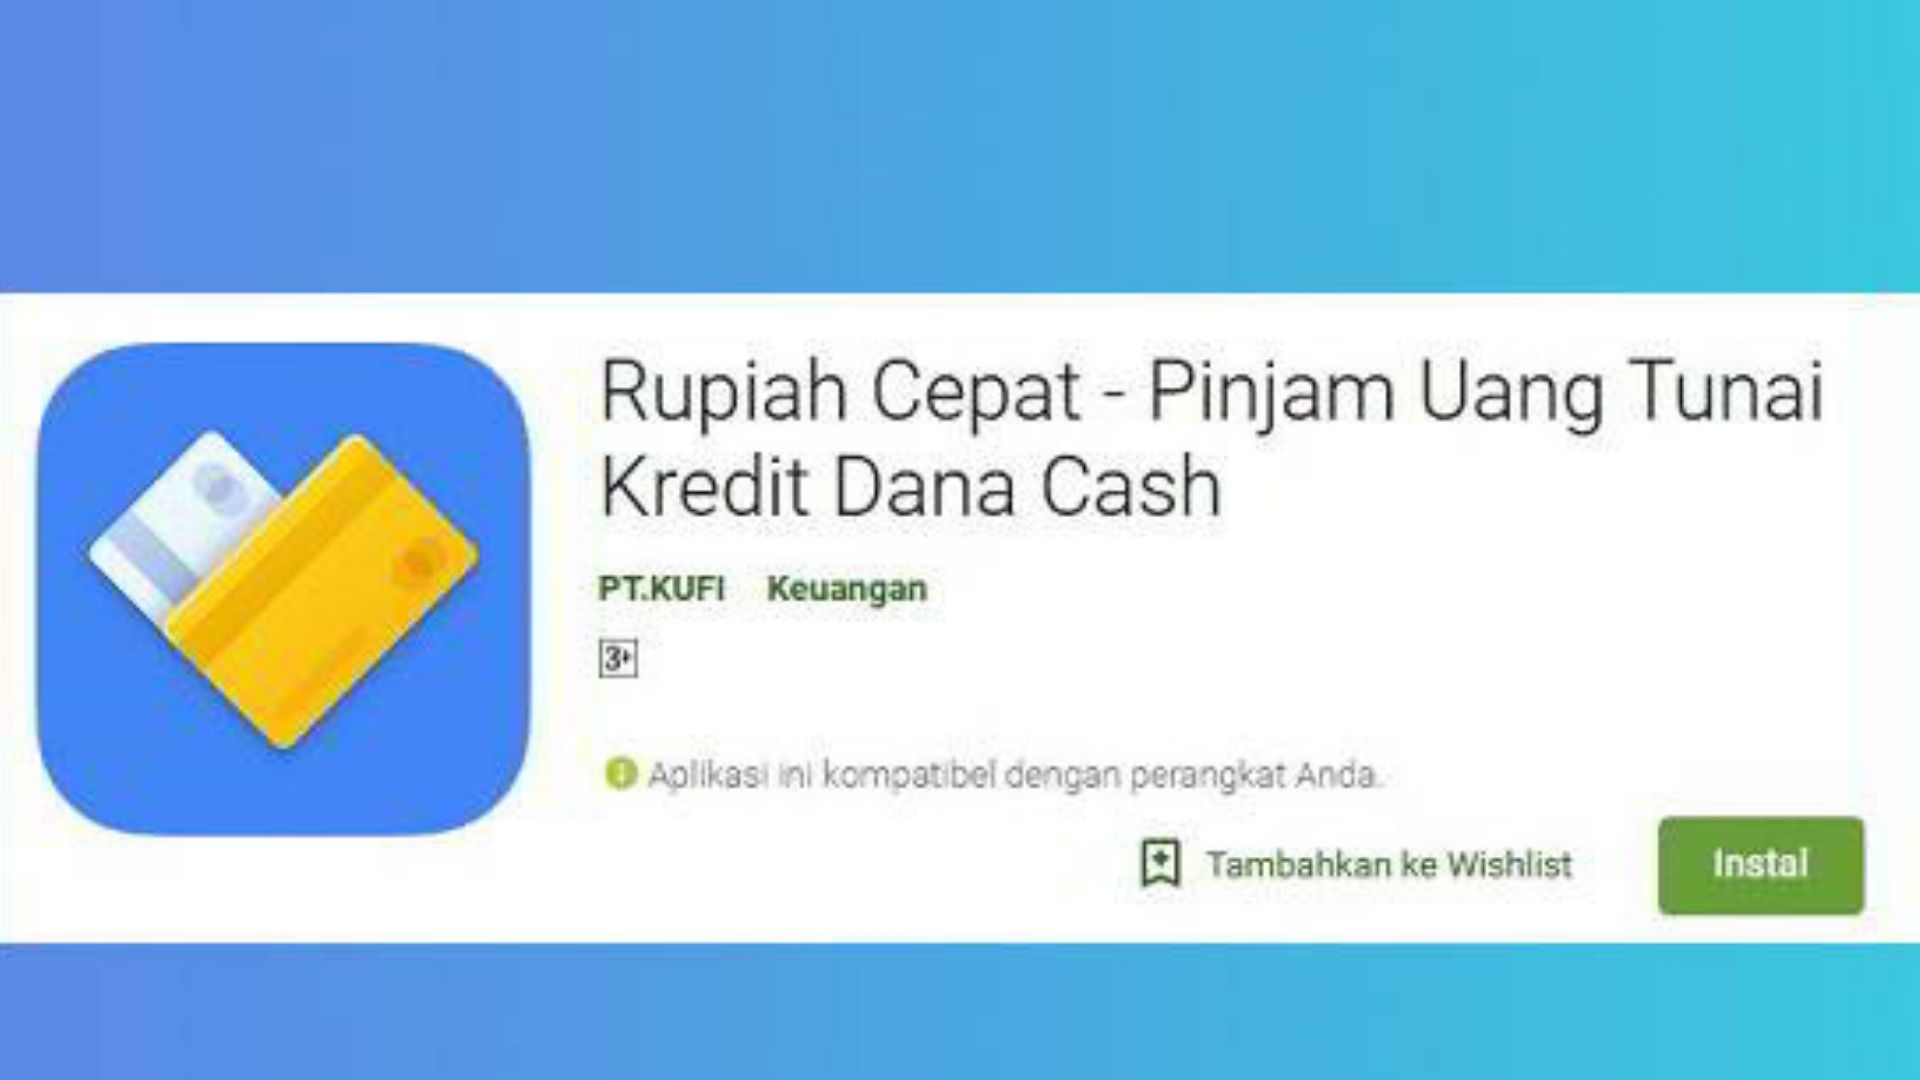 Rupiah Cepat - Pinjam Uang Tunai
Kredit Dana Cash
PT.KUFI Keuangan
3+
Aplikasi ini kompatibel dengan perangkat Anda.
Tambahkan ke Wishlist
Instal